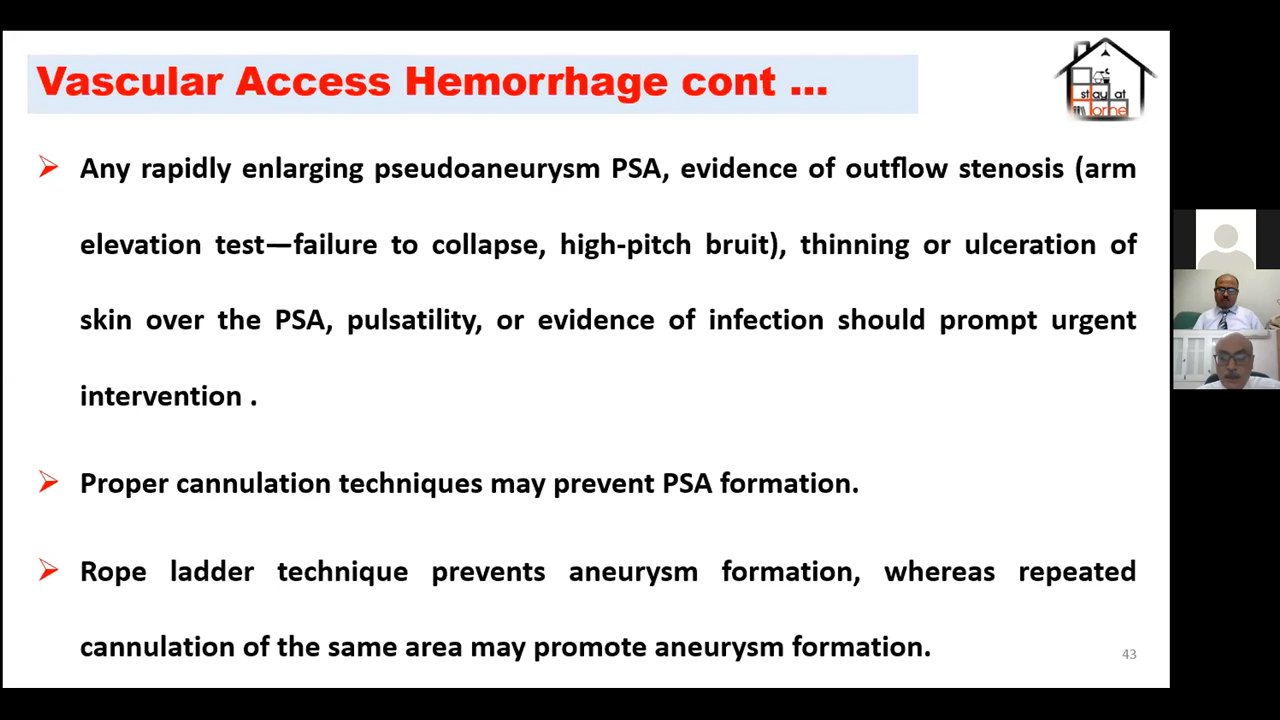 Vascular Access Hemorrhage cont ...
stay at
home
Any rapidly enlarging pseudoaneurysm PSA, evidence of outflow stenosis (arm
elevation test—failure to collapse, high-pitch bruit), thinning or ulceration of
skin over the PSA, pulsatility, or evidence of infection should prompt urgent
intervention .
Proper cannulation techniques may prevent PSA formation.
Rope ladder technique prevents aneurysm formation, whereas repeated
cannulation of the same area may promote aneurysm formation.
43